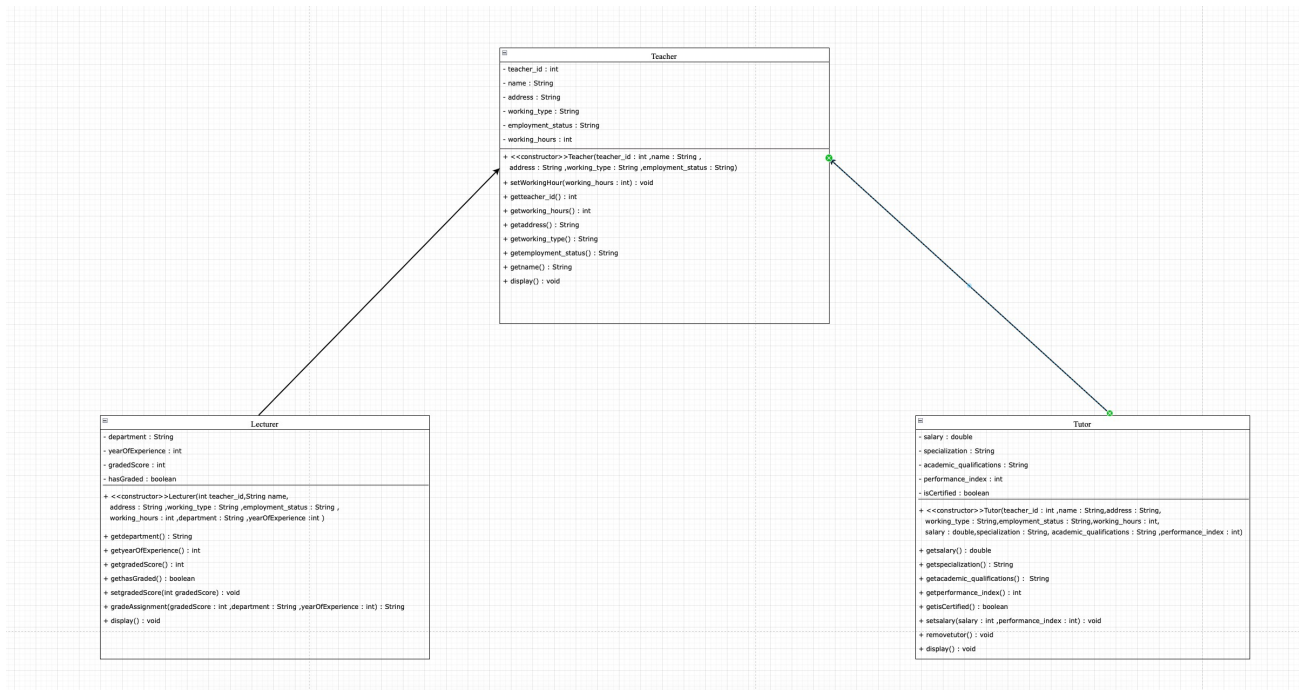 Teacher
- teacher_id : int
- name : String
- address : String
- working_type : String
- employment_status : String
- working_hours : int
+ <<constructor>>Teacher(teacher_id : int ,name : String ,
address : String ,working_type : String ,employment_status : String)
+ setWorkingHour(working_hours : int) : void
+ getteacher_id() : int
+ getworking_hours() : int
+ getaddress() : String
+ getworking_type() : String
+ getemployment_status() : String
+ getname() : String
+ display() : void
Lecturer
- department : String
- yearOfExperience : int
- gradedScore : int
- hasGraded : boolean
+ <<constructor>>Lecturer(int teacher_id,String name,
address : String ,working_type : String ,employment_status : String ,
working_hours : int ,department : String ,yearOfExperience :int )
+ getdepartment() : String
+ getyearOfExperience() : int
+ getgradedScore() : int
+ gethasGraded() : boolean
+ setgradedScore(int gradedScore) : void
+ gradeAssignment(gradedScore : int ,department : String ,yearOfExperience : int) : String
+ display() : void
Tutor
- salary : double
- specialization : String
- academic_qualifications : String
- performance_index : int
- isCertified : boolean
+ <<constructor>>Tutor(teacher_id : int ,name : String,address : String,
working_type : String,employment_status : String,working_hours : int,
salary : double,specialization : String, academic_qualifications : String ,performance_index : int)
+ getsalary() : double
+ getspecialization() : String
+ getacademic_qualifications() : String
+ getperformance_index() : int
+ getisCertified() : boolean
+ setsalary(salary : int ,performance_index : int) : void
+ removetutor() : void
+ display() : void